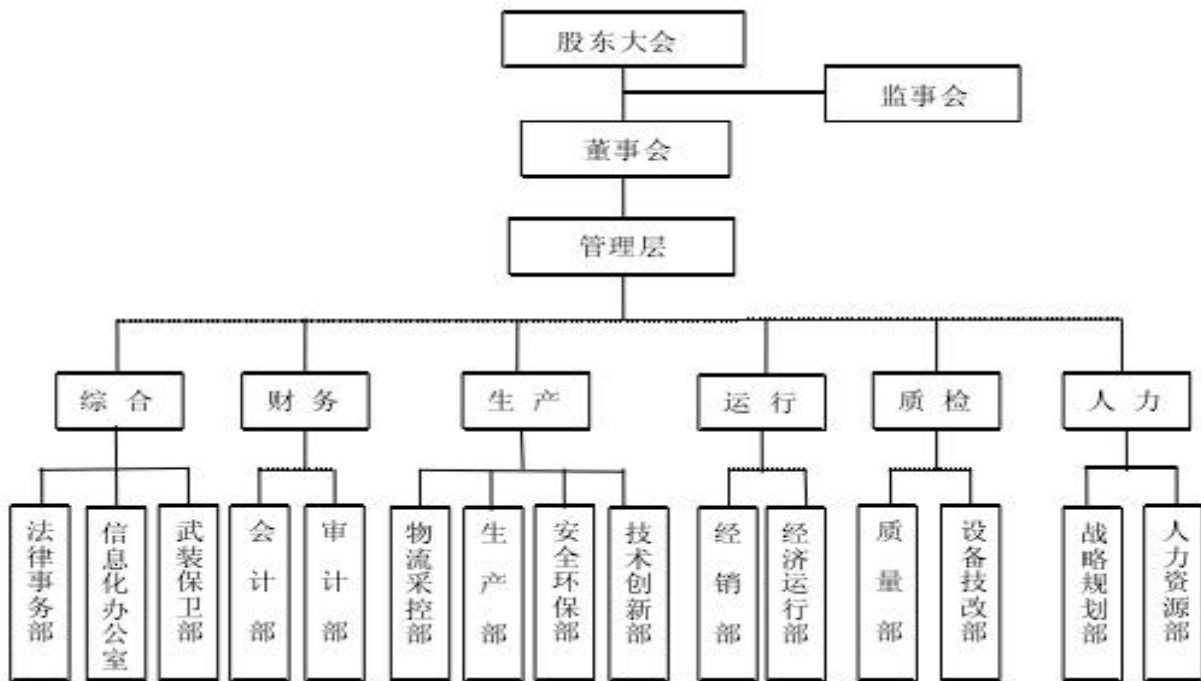 股东大会
监事会
董事会
管理层
综合
财务
生产
运行
质检
人力
法律事务部
信息化办公室
武装保卫部
会计部
审计部
物流采控部
生产部
安全环保部
技术创新部
经销部
经济运行部
质量部
设备技改部
战略规划部
人力资源部